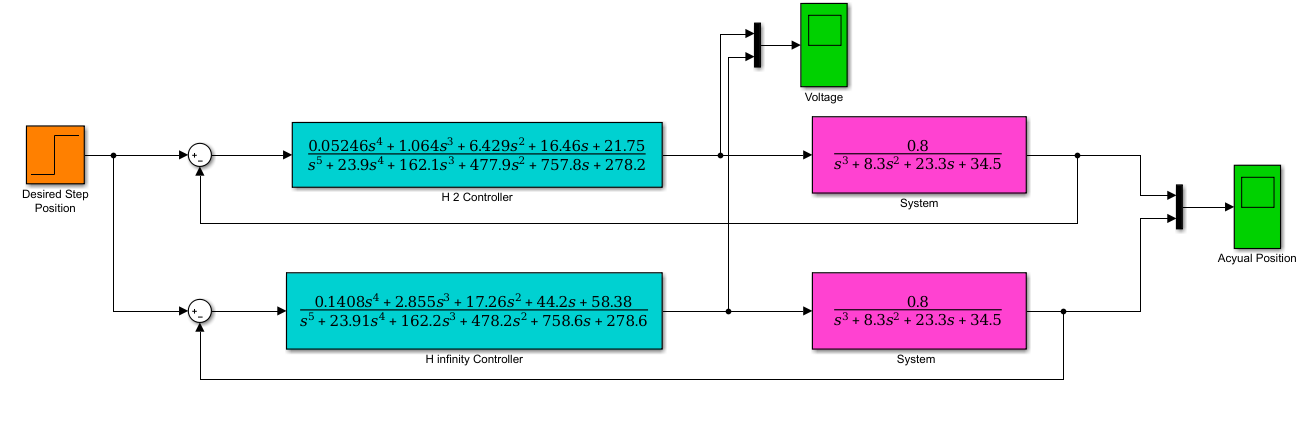 Voltage
Desired Step
Position
+
−
0.05246s⁴ + 1.064s³ + 6.429s² + 16.46s + 21.75
s⁵ + 23.9s⁴ + 162.1s³ + 477.9s² + 757.8s + 278.2
H 2 Controller
0.8
s³ + 8.3s² + 23.3s + 34.5
System
Acyual Position
+
−
0.1408s⁴ + 2.855s³ + 17.26s² + 44.2s + 58.38
s⁵ + 23.91s⁴ + 162.2s³ + 478.2s² + 758.6s + 278.6
H infinity Controller
0.8
s³ + 8.3s² + 23.3s + 34.5
System